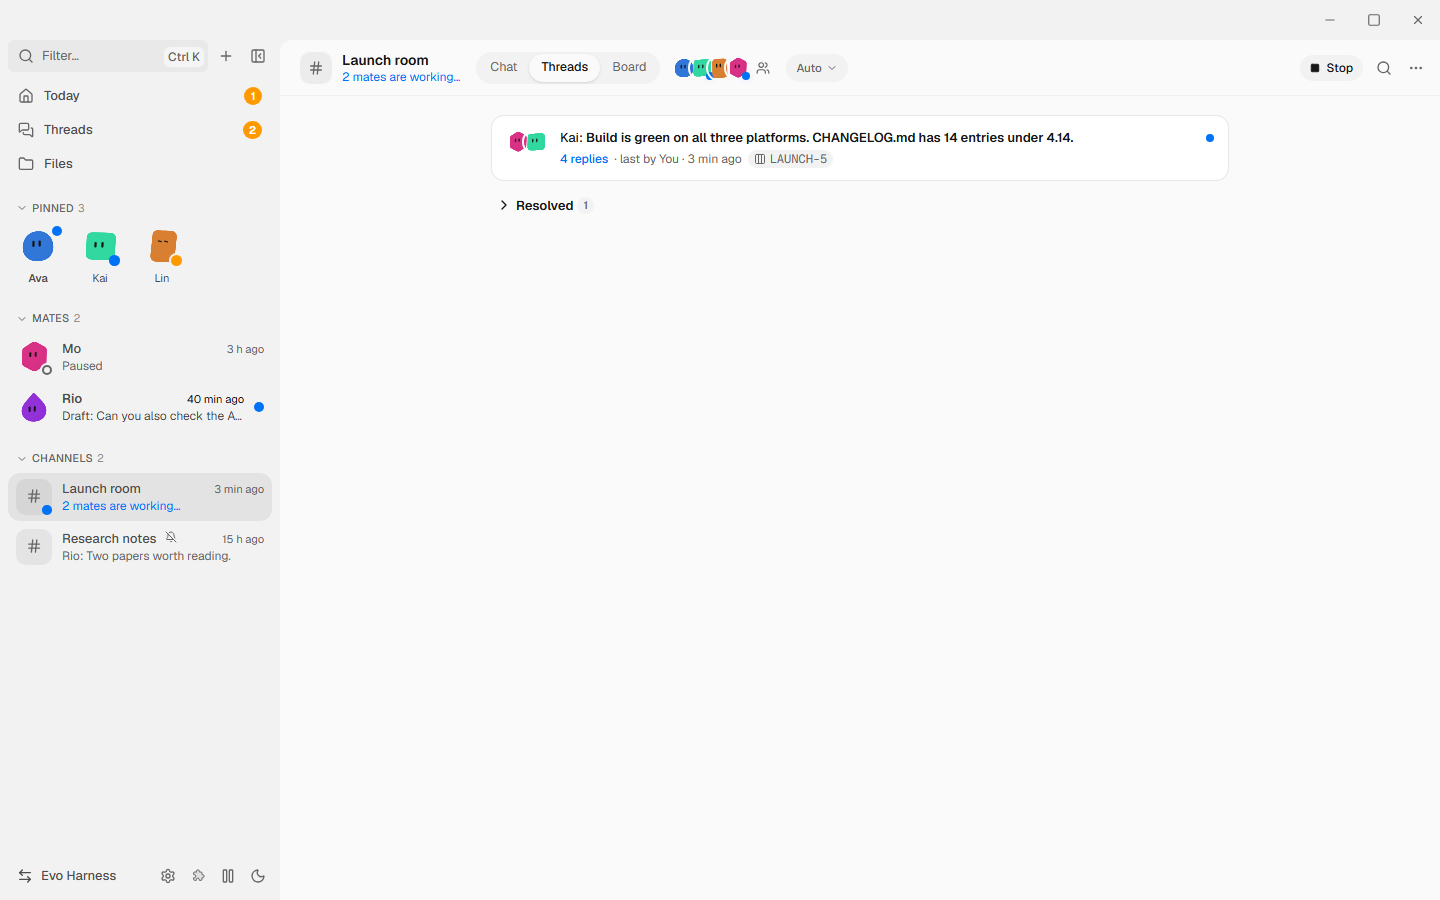 Filter...
Ctrl K
Today
1
Threads
2
Files
PINNED 3
Ava
Kai
Lin
MATES 2
Mo
3 h ago
Paused
Rio
40 min ago
Draft: Can you also check the A...
CHANNELS 2
Launch room
3 min ago
2 mates are working...
Research notes
15 h ago
Rio: Two papers worth reading.
Evo Harness
Launch room
2 mates are working...
Chat
Threads
Board
Auto
Stop
Kai: Build is green on all three platforms. CHANGELOG.md has 14 entries under 4.14.
4 replies · last by You · 3 min ago
LAUNCH-5
Resolved 1